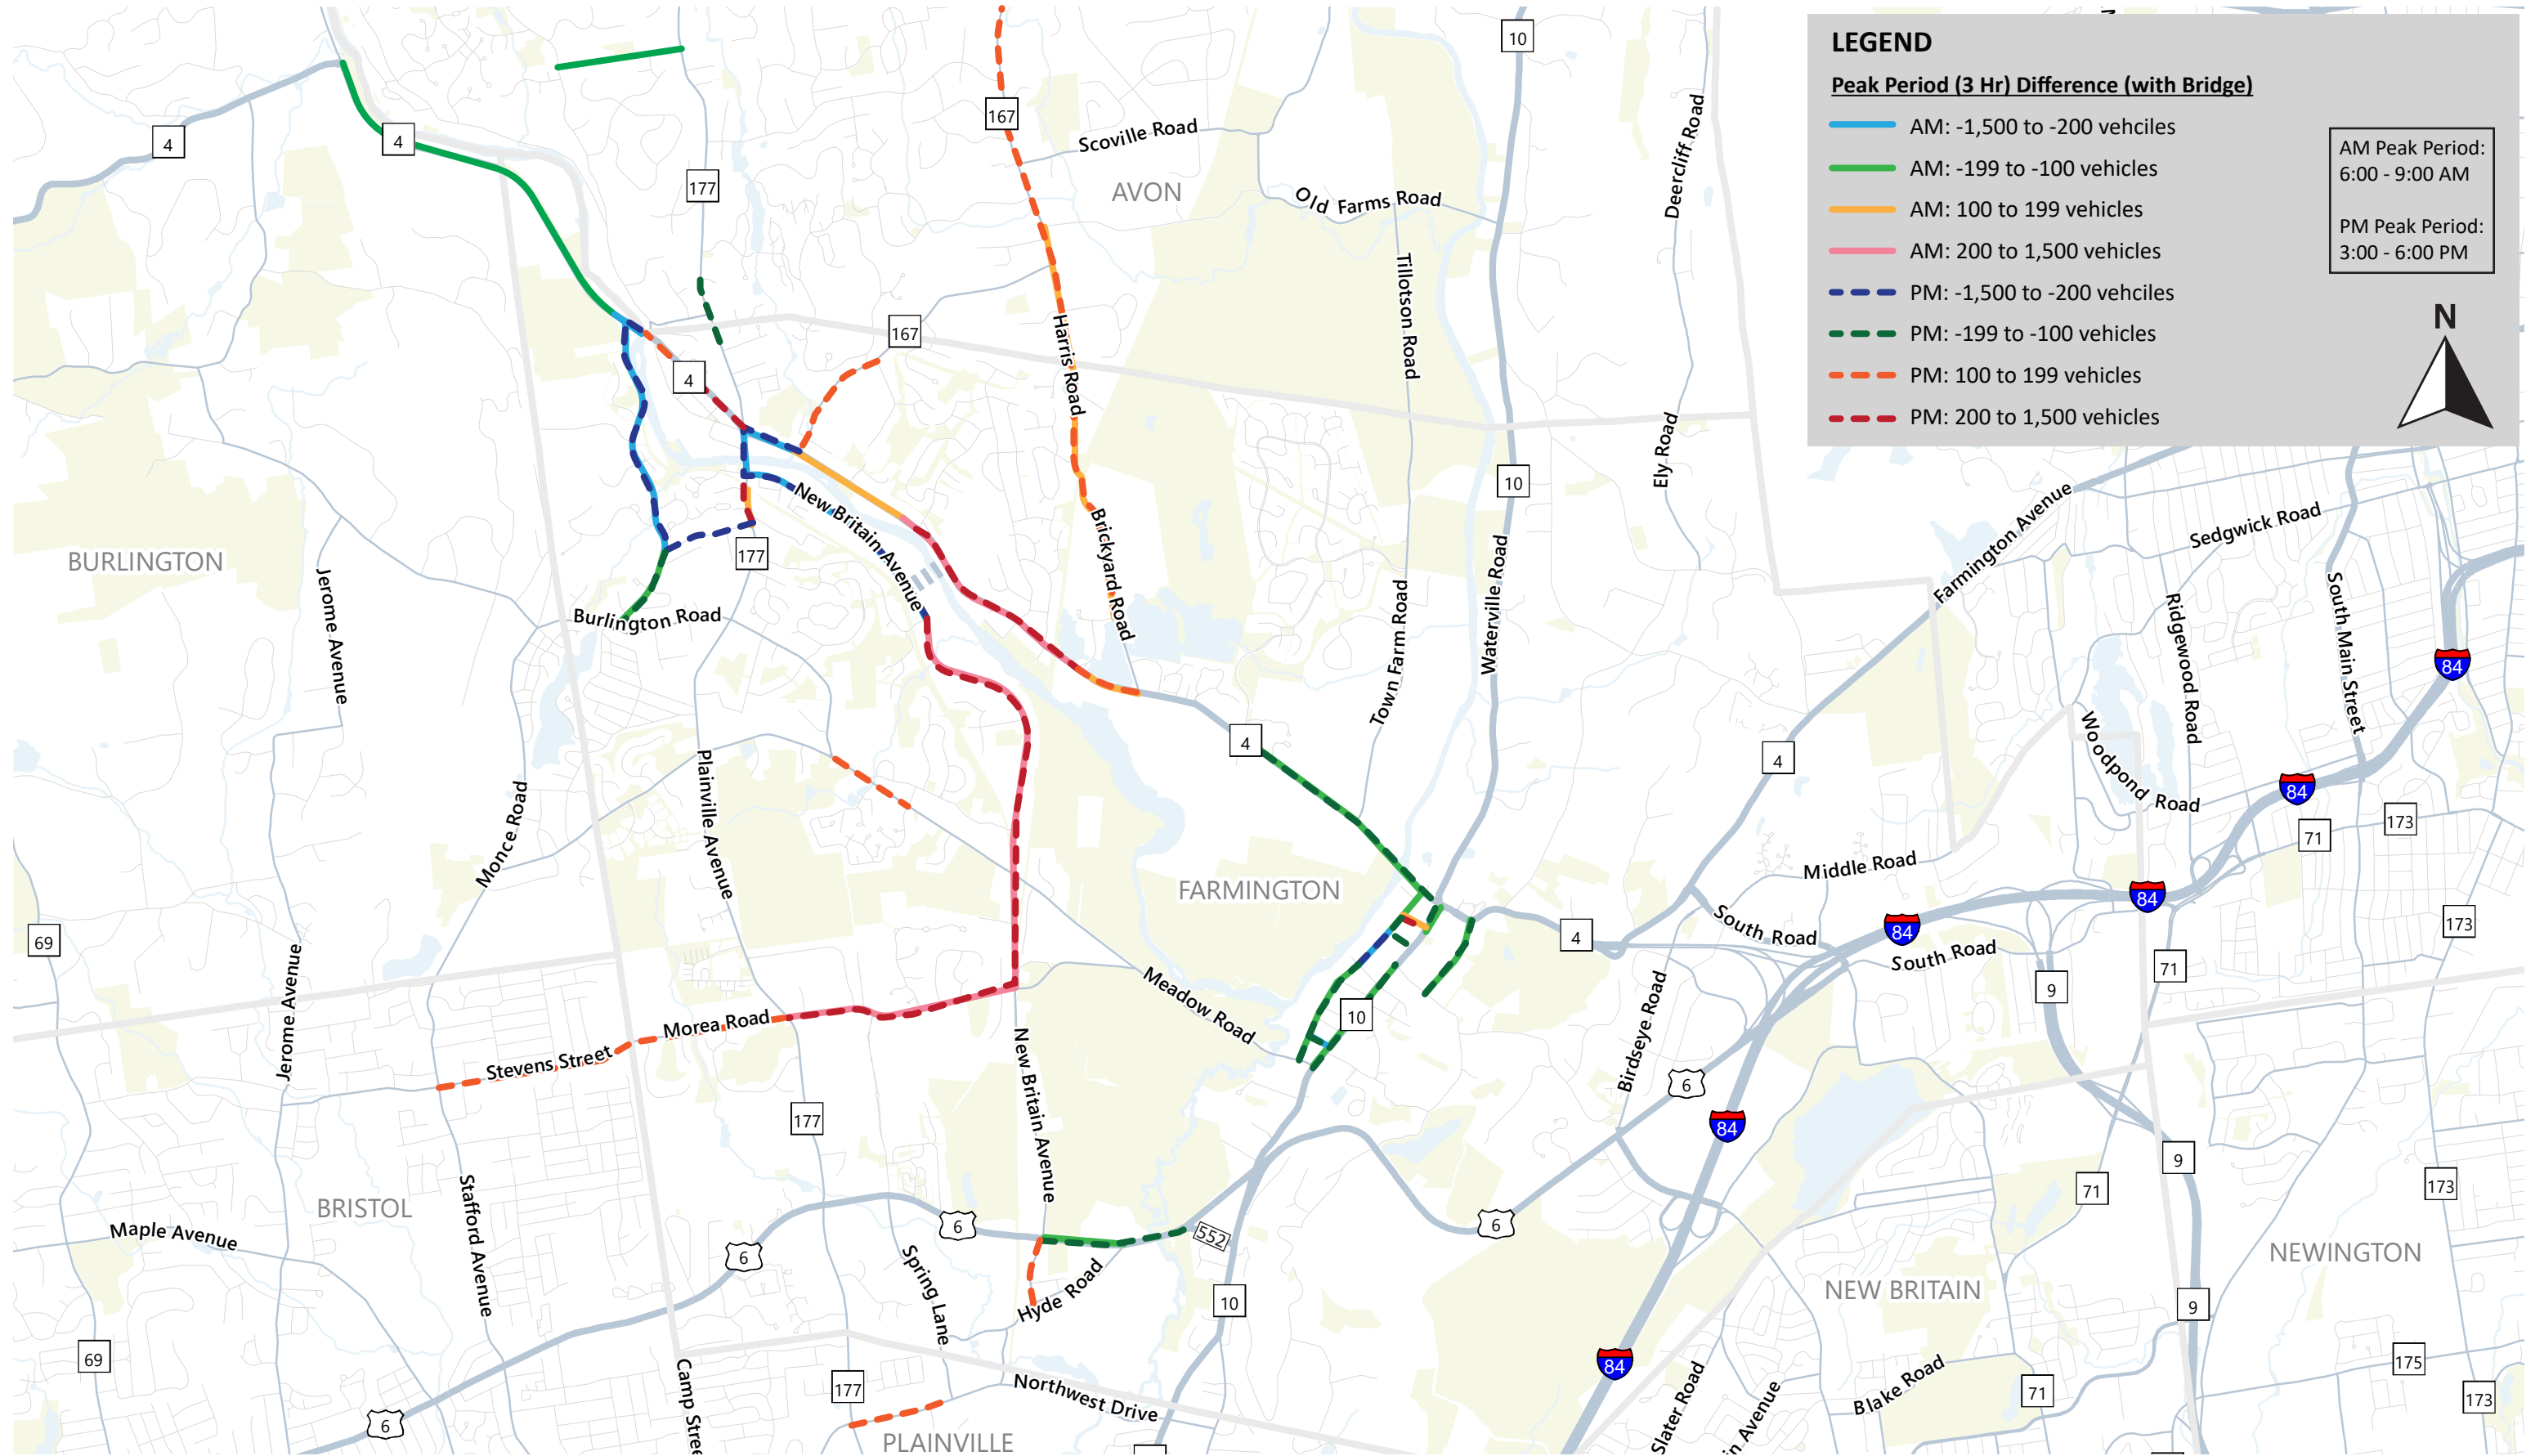 LEGEND
Peak Period (3 Hr) Difference (with Bridge)
AM: -1,500 to -200 vehciles
AM: -199 to -100 vehicles
AM: 100 to 199 vehicles
AM: 200 to 1,500 vehicles
PM: -1,500 to -200 vehciles
PM: -199 to -100 vehicles
PM: 100 to 199 vehicles
PM: 200 to 1,500 vehicles
AM Peak Period:
6:00 - 9:00 AM
PM Peak Period:
3:00 - 6:00 PM
N
10
4
4
167
Scoville Road
177
AVON
Old Farms Road
Deercliff Road
Tillotson Road
167
Harris Road
4
Ely Road
10
New Britain Avenue
Farmington Avenue
Sedgwick Road
BURLINGTON
177
Brickyard Road
Jerome Avenue
Burlington Road
Town Farm Road
Waterville Road
Ridgewood Road
South Main Street
84
4
4
Woodpond Road
Plainville Avenue
Monce Road
84
173
71
Middle Road
FARMINGTON
84
69
4
South Road
84
South Road
173
71
9
Jerome Avenue
Meadow Road
10
Birdseye Road
Morea Road
Stevens Street
New Britain Avenue
6
177
84
9
71
173
BRISTOL
Stafford Avenue
Maple Avenue
6
6
552
6
NEWINGTON
Spring Lane
Hyde Road
NEW BRITAIN
10
9
69
Camp Stree
84
175
177
Northwest Drive
Slater Road
in Avenue
Blake Road
71
173
6
PLAINVILLE